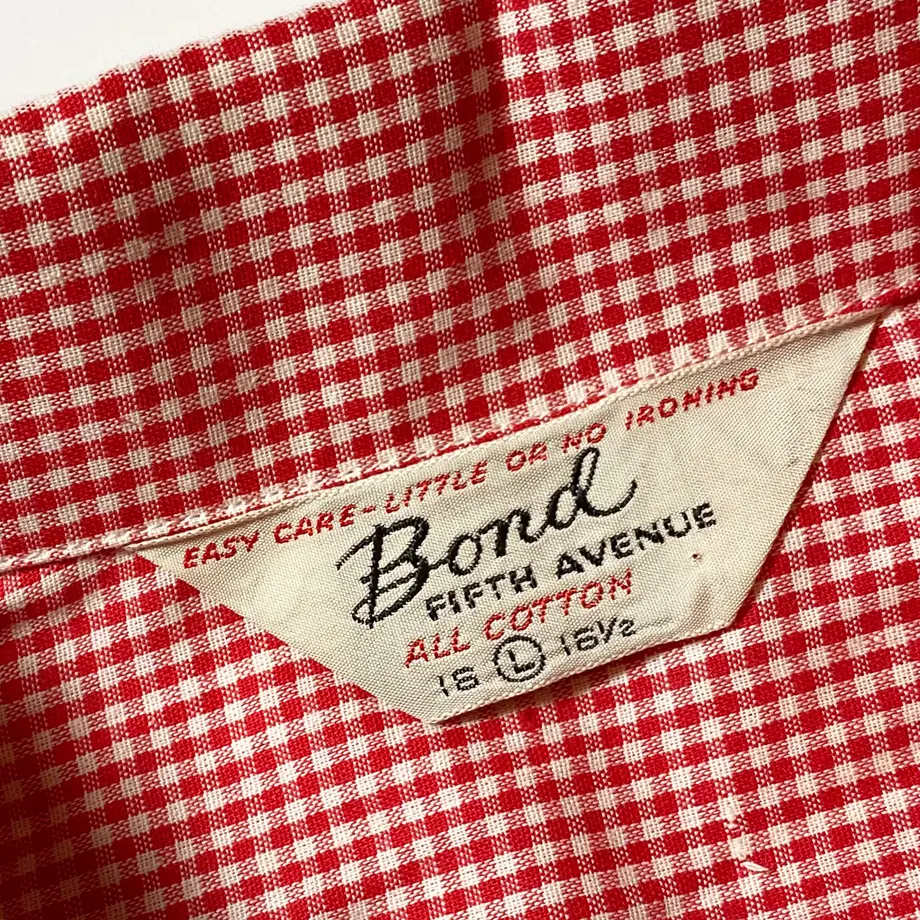 EASY CARE-LITTLE OR NO IRONING
Bond
FIFTH AVENUE
ALL COTTON
16 L 16½